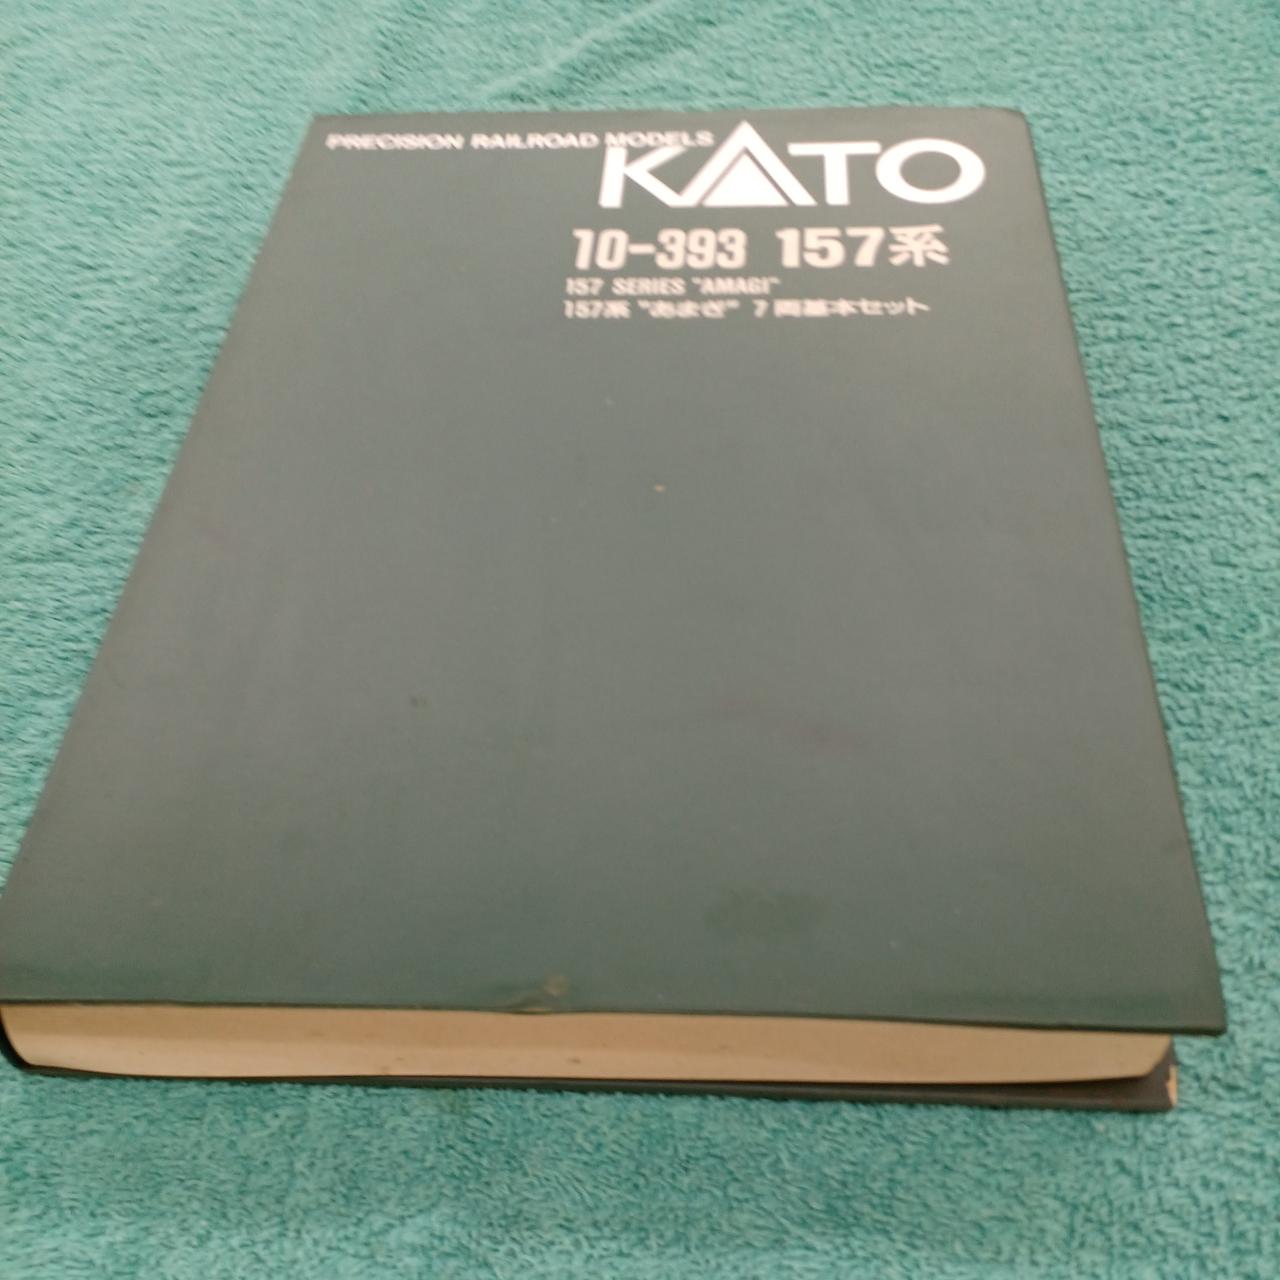 PRECISION RAILROAD MODELS
KATO
10-393 157系
157 SERIES "AMAGI"
157系 "あまぎ" 7両基本セット